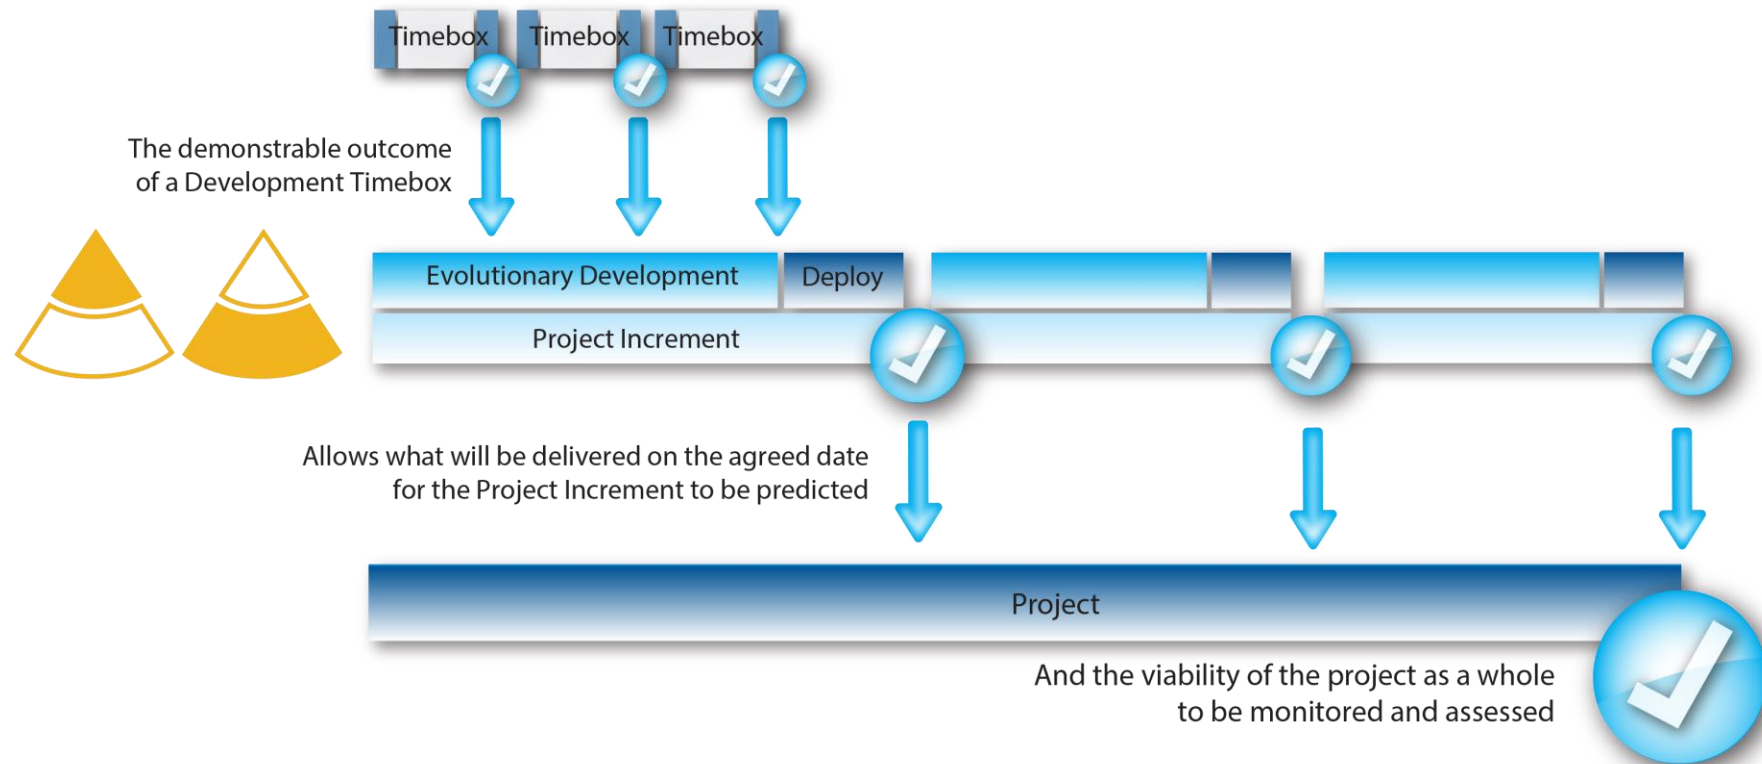 Timebox Timebox Timebox
The demonstrable outcome
of a Development Timebox
Evolutionary Development Deploy
Project Increment
Allows what will be delivered on the agreed date
for the Project Increment to be predicted
Project
And the viability of the project as a whole
to be monitored and assessed